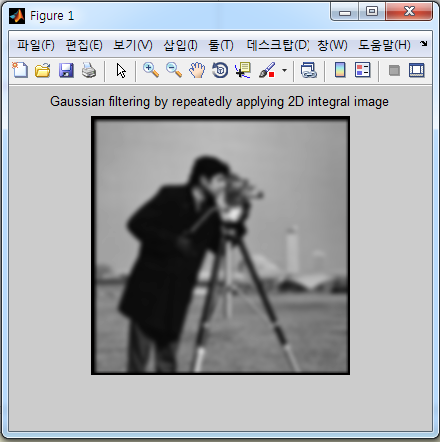 Figure 1
파일(F) 편집(E) 보기(V) 삽입(I) 툴(T) 데스크탑(D) 창(W) 도움말(H)
Gaussian filtering by repeatedly applying 2D integral image